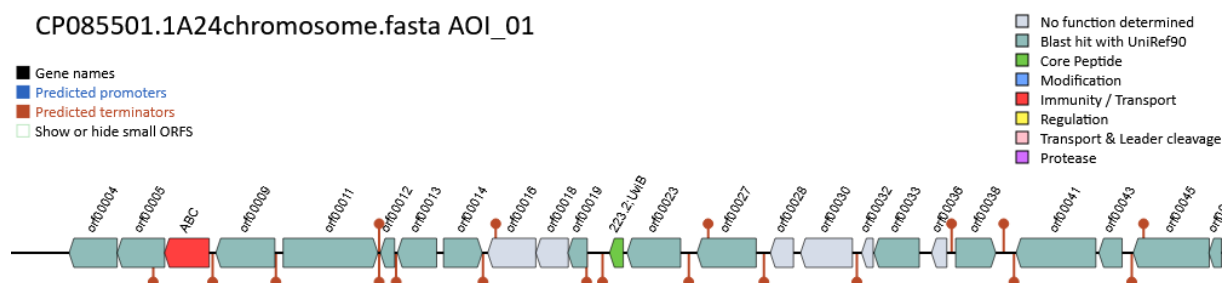 CP085501.1A24chromosome.fasta AOI_01
Gene names
Predicted promoters
Predicted terminators
Show or hide small ORFS
No function determined
Blast hit with UniRef90
Core Peptide
Modification
Immunity / Transport
Regulation
Transport & Leader cleavage
Protease
orf00004
orf00005
ABC
orf00009
orf00011
orf00012
orf00013
orf00014
orf00016
orf00018
orf00019
223.2;UviB
orf00023
orf00027
orf00028
orf00030
orf00032
orf00033
orf00036
orf00038
orf00041
orf00043
orf00045